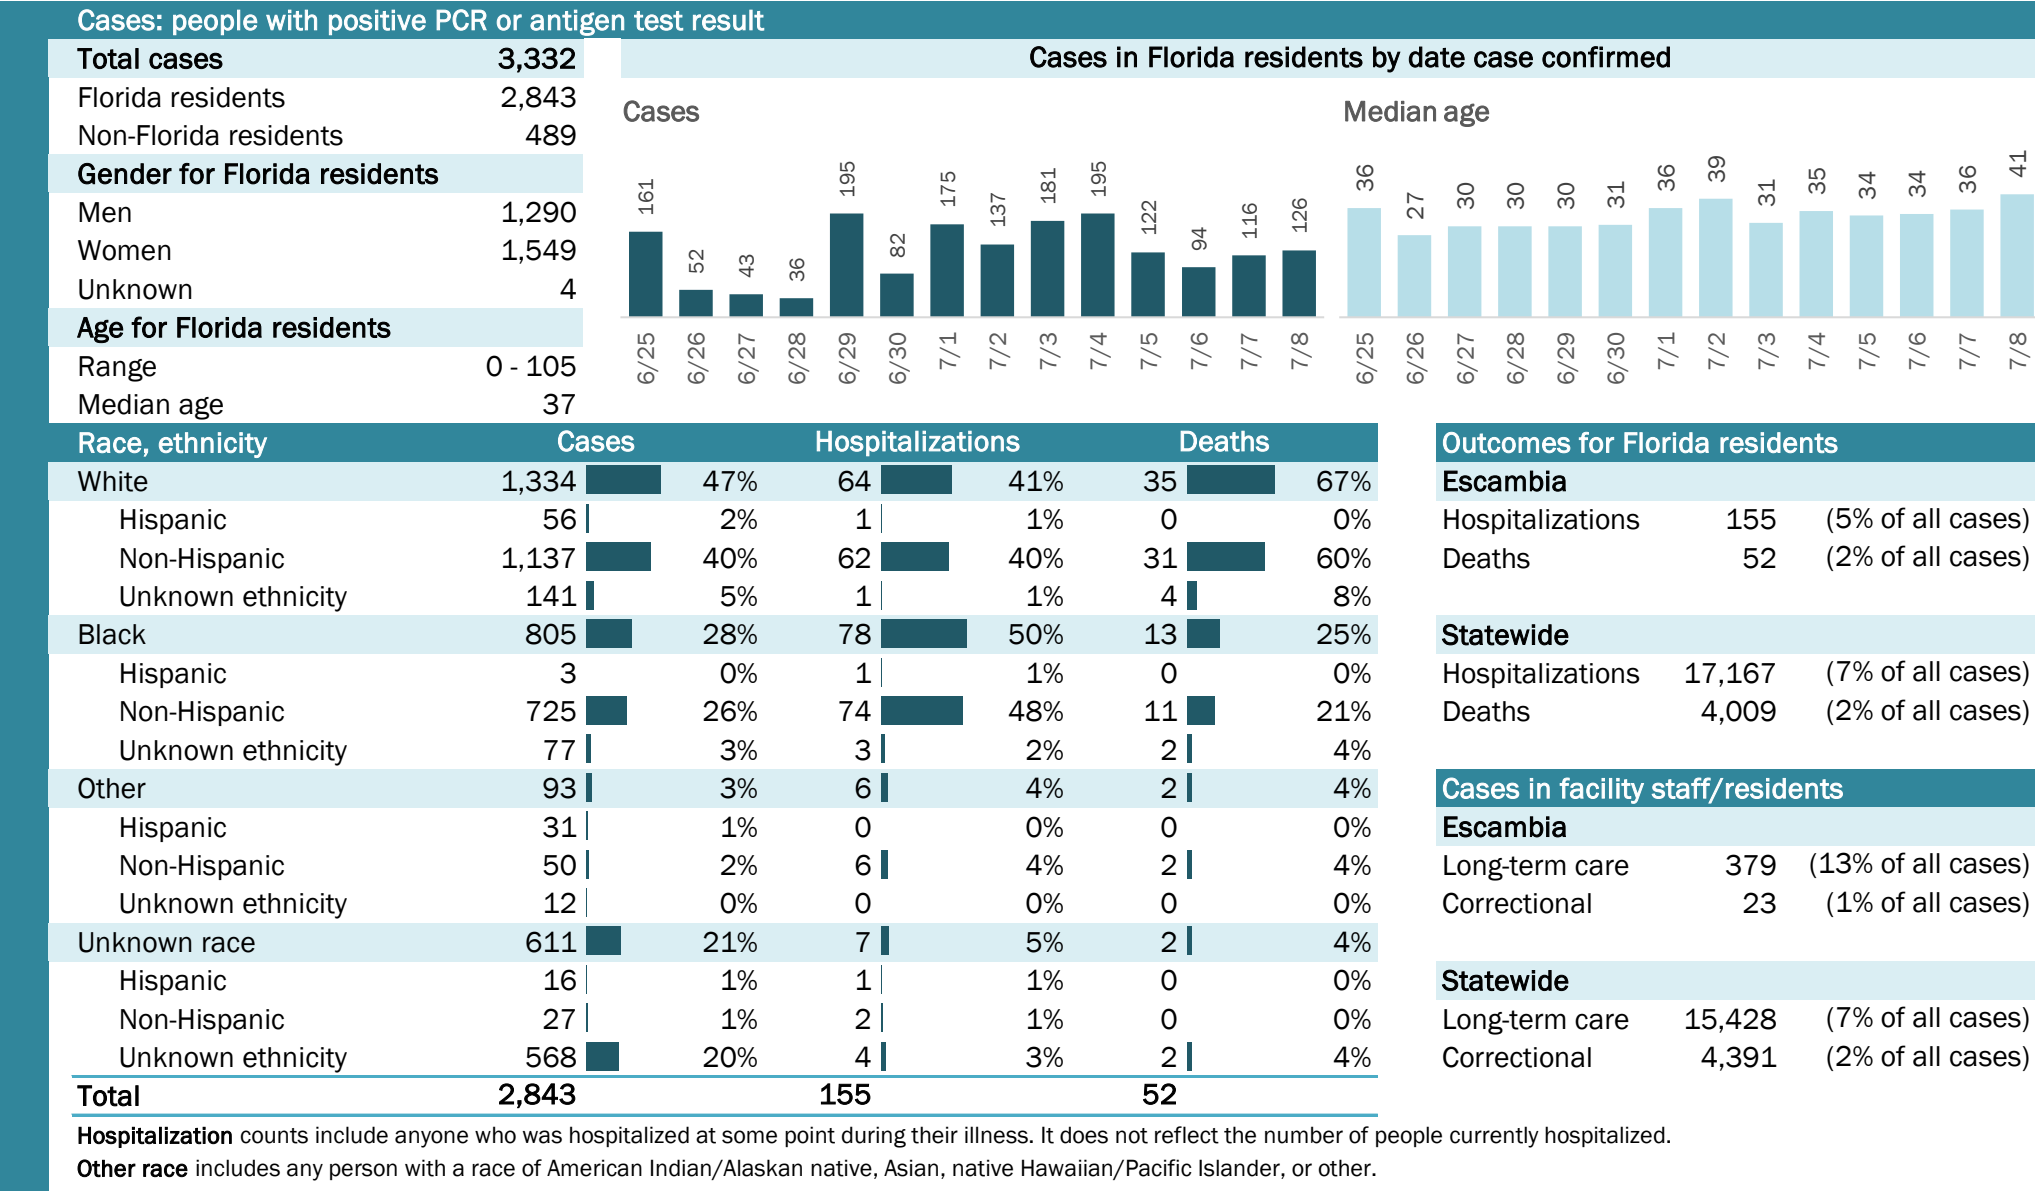 Cases: people with positive PCR or antigen test result
Total cases 3,332
Florida residents 2,843
Non-Florida residents 489
Gender for Florida residents
Men 1,290
Women 1,549
Unknown 4
Age for Florida residents
Range 0 - 105
Median age 37
Cases in Florida residents by date case confirmed
Cases
161 52 43 36 195 82 175 137 181 195 122 94 116 126
6/25 6/26 6/27 6/28 6/29 6/30 7/1 7/2 7/3 7/4 7/5 7/6 7/7 7/8
Median age
36 27 30 30 30 31 36 39 31 35 34 34 36 41
6/25 6/26 6/27 6/28 6/29 6/30 7/1 7/2 7/3 7/4 7/5 7/6 7/7 7/8
Race, ethnicity Cases Hospitalizations Deaths
White 1,334 47% 64 41% 35 67%
Hispanic 56 2% 1 1% 0 0%
Non-Hispanic 1,137 40% 62 40% 31 60%
Unknown ethnicity 141 5% 1 1% 4 8%
Black 805 28% 78 50% 13 25%
Hispanic 3 0% 1 1% 0 0%
Non-Hispanic 725 26% 74 48% 11 21%
Unknown ethnicity 77 3% 3 2% 2 4%
Other 93 3% 6 4% 2 4%
Hispanic 31 1% 0 0% 0 0%
Non-Hispanic 50 2% 6 4% 2 4%
Unknown ethnicity 12 0% 0 0% 0 0%
Unknown race 611 21% 7 5% 2 4%
Hispanic 16 1% 1 1% 0 0%
Non-Hispanic 27 1% 2 1% 0 0%
Unknown ethnicity 568 20% 4 3% 2 4%
Total 2,843 155 52
Outcomes for Florida residents
Escambia
Hospitalizations 155 (5% of all cases)
Deaths 52 (2% of all cases)
Statewide
Hospitalizations 17,167 (7% of all cases)
Deaths 4,009 (2% of all cases)
Cases in facility staff/residents
Escambia
Long-term care 379 (13% of all cases)
Correctional 23 (1% of all cases)
Statewide
Long-term care 15,428 (7% of all cases)
Correctional 4,391 (2% of all cases)
Hospitalization counts include anyone who was hospitalized at some point during their illness. It does not reflect the number of people currently hospitalized.
Other race includes any person with a race of American Indian/Alaskan native, Asian, native Hawaiian/Pacific Islander, or other.